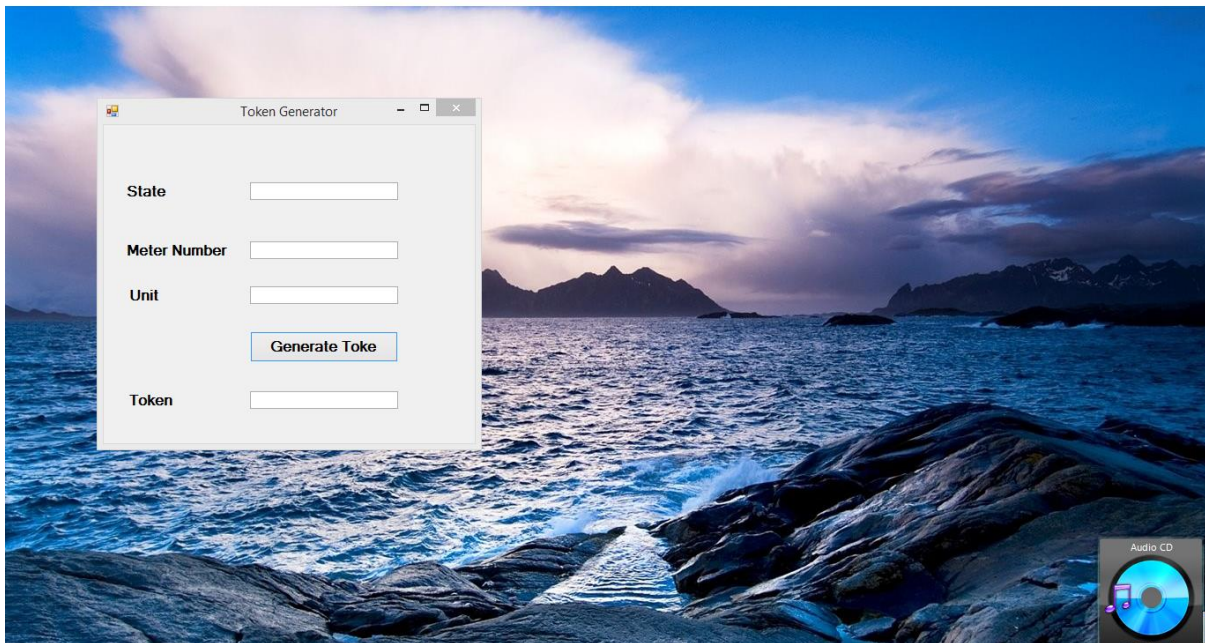 Token Generator
State
Meter Number
Unit
Generate Toke
Token
Audio CD